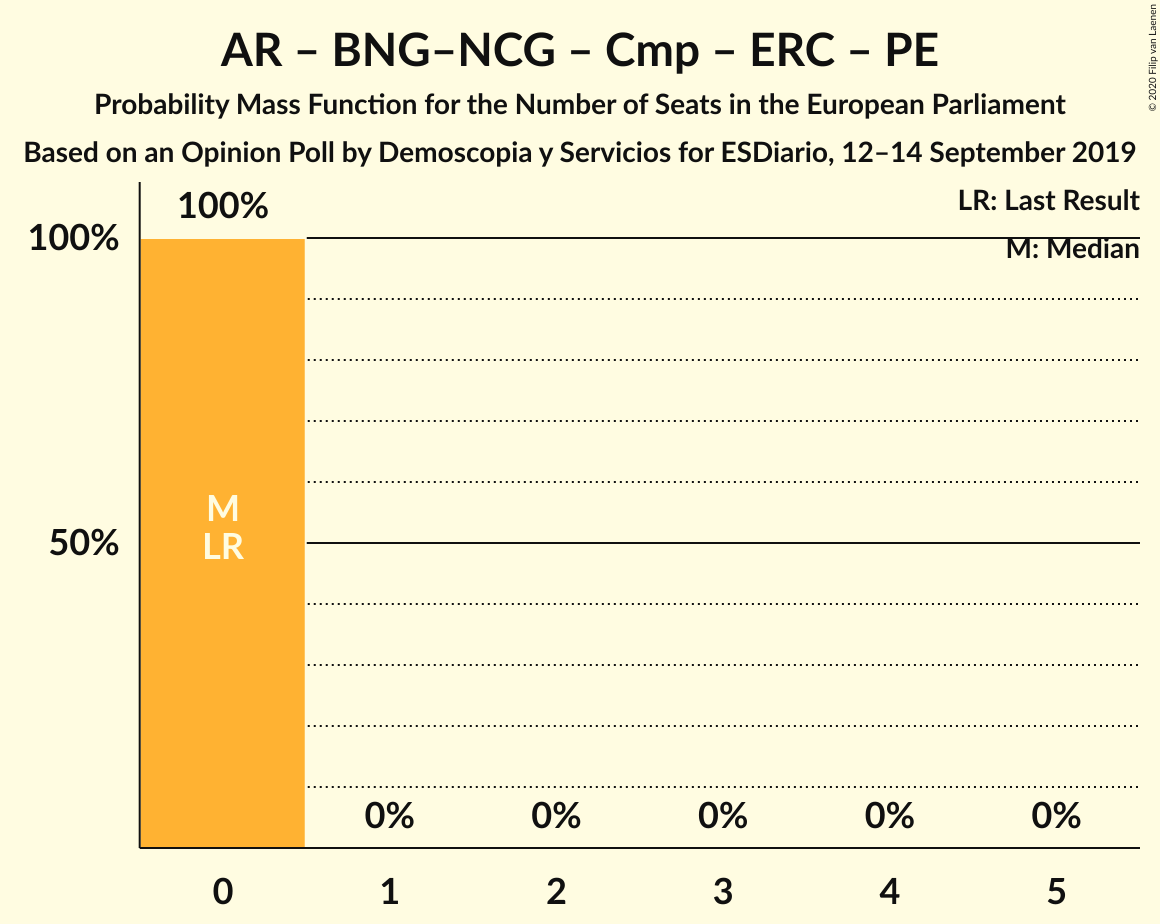 AR – BNG–NCG – Cmp – ERC – PE
Probability Mass Function for the Number of Seats in the European Parliament
Based on an Opinion Poll by Demoscopia y Servicios for ESDiario, 12–14 September 2019
© 2020 Filip van Laenen
LR: Last Result
M: Median
100%
100%
50%
M
LR
0% 0% 0% 0% 0%
0 1 2 3 4 5